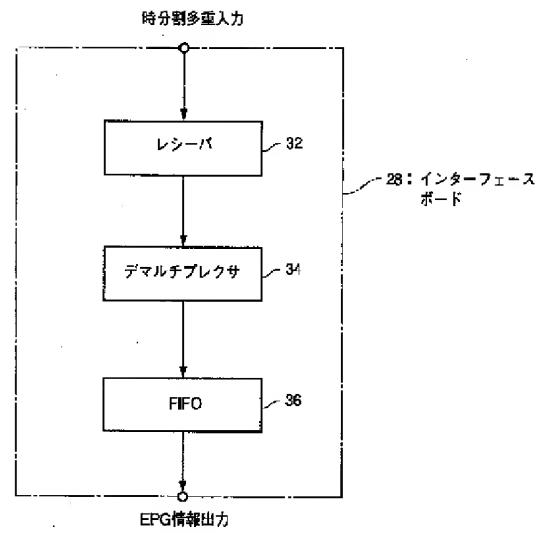 時分割多重入力
レシーバ
32
28：インターフェース
ボード
デマルチプレクサ
34
FIFO
36
EPG情報出力